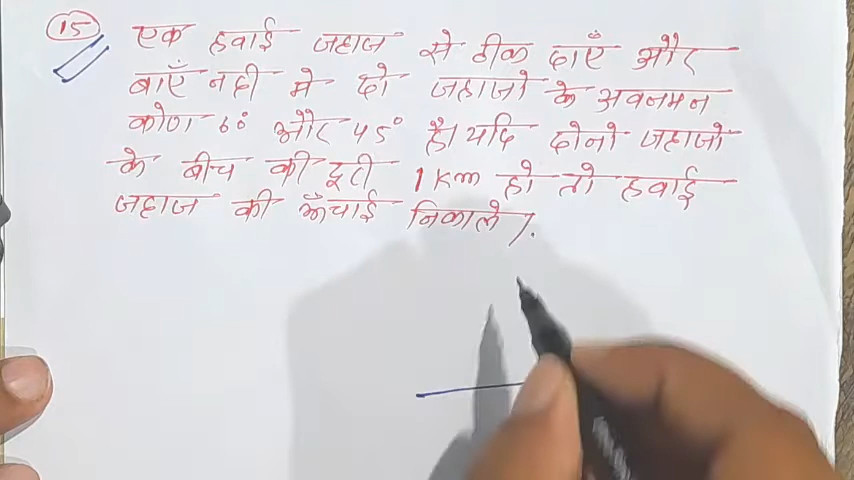 15 एक हवाई जहाज से ठीक दाएँ और
बाएँ नदी मे दो जहाजो के अवनमन
कोण 60° और 45° है। यदि दोनो जहाजो
के बीच की दूरी 1 Km हो तो हवाई
जहाज की ऊँचाई निकाले।.